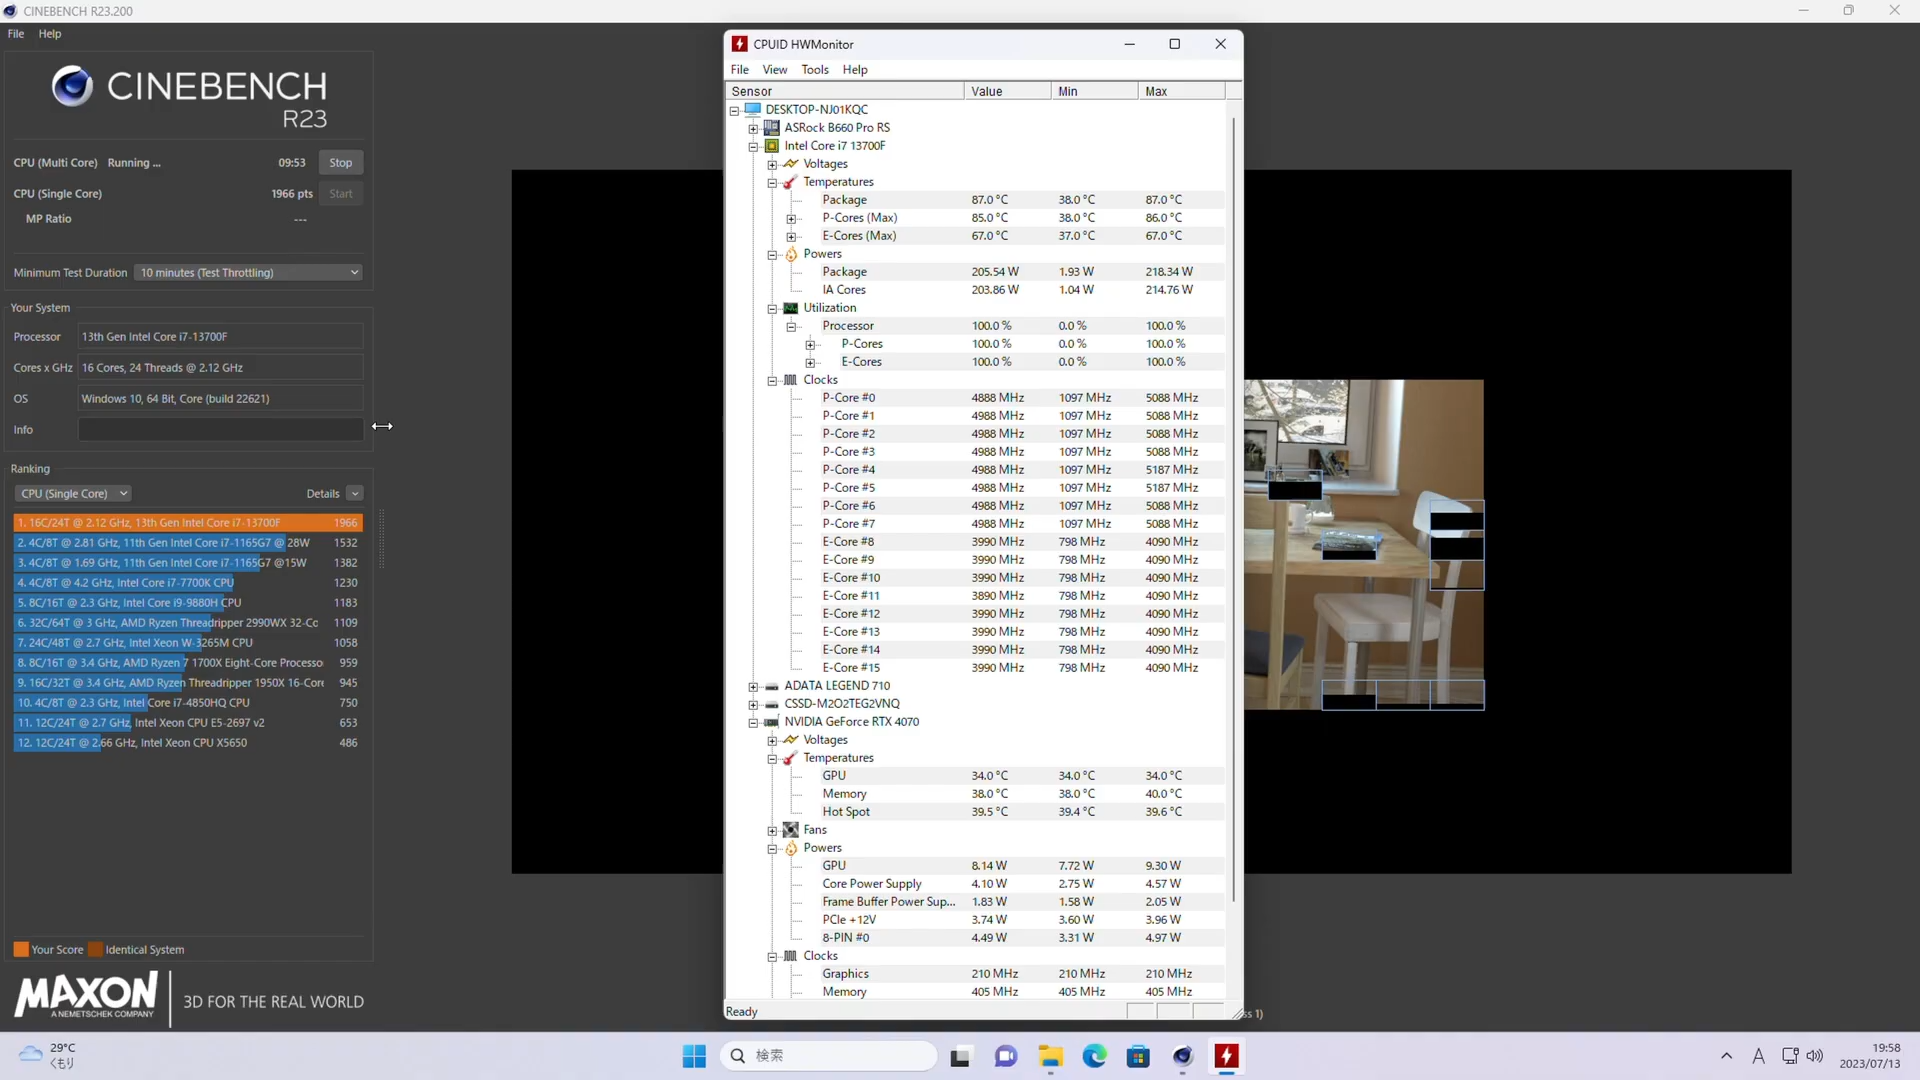 CINEBENCH R23.200
File Help
CINEBENCH
R23
CPU (Multi Core) Running ... 09:53 Stop
CPU (Single Core) 1966 pts Start
MP Ratio ---
Minimum Test Duration 10 minutes (Test Throttling)
Your System
Processor 13th Gen Intel Core i7-13700F
Cores x GHz 16 Cores, 24 Threads @ 2.12 GHz
OS Windows 10, 64 Bit, Core (build 22621)
Info
Ranking
CPU (Single Core) Details
1. 16C/24T @ 2.12 GHz, 13th Gen Intel Core i7-13700F 1966
2. 4C/8T @ 2.81 GHz, 11th Gen Intel Core i7-1165G7 @ 28W 1532
3. 4C/8T @ 1.69 GHz, 11th Gen Intel Core i7-1165G7 @15W 1382
4. 4C/8T @ 4.2 GHz, Intel Core i7-7700K CPU 1230
5. 8C/16T @ 2.3 GHz, Intel Core i9-9880H CPU 1183
6. 32C/64T @ 3 GHz, AMD Ryzen Threadripper 2990WX 32-Co 1109
7. 24C/48T @ 2.7 GHz, Intel Xeon W-3265M CPU 1058
8. 8C/16T @ 3.4 GHz, AMD Ryzen 7 1700X Eight-Core Processo 959
9. 16C/32T @ 3.4 GHz, AMD Ryzen Threadripper 1950X 16-Core 945
10. 4C/8T @ 2.3 GHz, Intel Core i7-4850HQ CPU 750
11. 12C/24T @ 2.7 GHz, Intel Xeon CPU E5-2697 v2 653
12. 12C/24T @ 2.66 GHz, Intel Xeon CPU X5650 486
Your Score Identical System
MAXON
A NEMETSCHEK COMPANY
3D FOR THE REAL WORLD
CPUID HWMonitor
File View Tools Help
Sensor Value Min Max
DESKTOP-NJ01KQC
ASRock B660 Pro RS
Intel Core i7 13700F
Voltages
Temperatures
Package 87.0 °C 38.0 °C 87.0 °C
P-Cores (Max) 85.0 °C 38.0 °C 86.0 °C
E-Cores (Max) 67.0 °C 37.0 °C 67.0 °C
Powers
Package 205.54 W 1.93 W 218.34 W
IA Cores 203.86 W 1.04 W 214.76 W
Utilization
Processor 100.0 % 0.0 % 100.0 %
P-Cores 100.0 % 0.0 % 100.0 %
E-Cores 100.0 % 0.0 % 100.0 %
Clocks
P-Core #0 4888 MHz 1097 MHz 5088 MHz
P-Core #1 4988 MHz 1097 MHz 5088 MHz
P-Core #2 4988 MHz 1097 MHz 5088 MHz
P-Core #3 4988 MHz 1097 MHz 5088 MHz
P-Core #4 4988 MHz 1097 MHz 5187 MHz
P-Core #5 4988 MHz 1097 MHz 5187 MHz
P-Core #6 4988 MHz 1097 MHz 5088 MHz
P-Core #7 4988 MHz 1097 MHz 5088 MHz
E-Core #8 3990 MHz 798 MHz 4090 MHz
E-Core #9 3990 MHz 798 MHz 4090 MHz
E-Core #10 3990 MHz 798 MHz 4090 MHz
E-Core #11 3890 MHz 798 MHz 4090 MHz
E-Core #12 3990 MHz 798 MHz 4090 MHz
E-Core #13 3990 MHz 798 MHz 4090 MHz
E-Core #14 3990 MHz 798 MHz 4090 MHz
E-Core #15 3990 MHz 798 MHz 4090 MHz
ADATA LEGEND 710
CSSD-M2O2TEG2VNQ
NVIDIA GeForce RTX 4070
Voltages
Temperatures
GPU 34.0 °C 34.0 °C 34.0 °C
Memory 38.0 °C 38.0 °C 40.0 °C
Hot Spot 39.5 °C 39.4 °C 39.6 °C
Fans
Powers
GPU 8.14 W 7.72 W 9.30 W
Core Power Supply 4.10 W 2.75 W 4.57 W
Frame Buffer Power Sup... 1.83 W 1.58 W 2.05 W
PCIe +12V 3.74 W 3.60 W 3.96 W
8-PIN #0 4.49 W 3.31 W 4.97 W
Clocks
Graphics 210 MHz 210 MHz 210 MHz
Memory 405 MHz 405 MHz 405 MHz
Ready
ss 1)
29°C
くもり
検索
A
19:58
2023/07/13